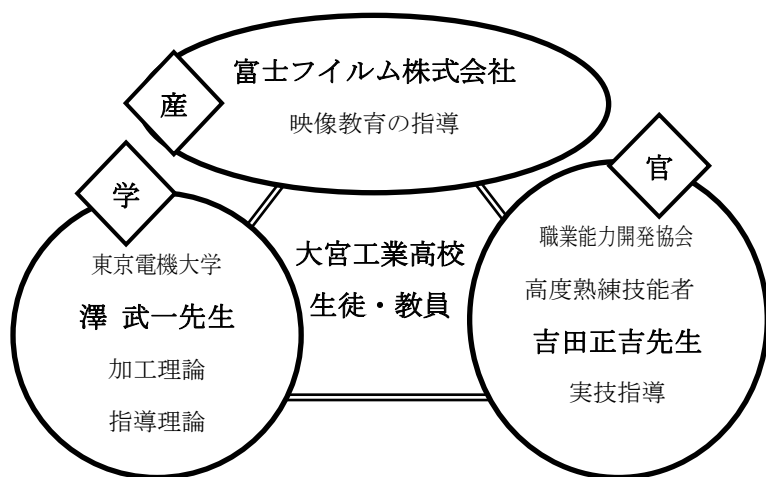 産
富士フイルム株式会社
映像教育の指導
学
東京電機大学
澤 武一先生
加工理論
指導理論
大宮工業高校
生徒・教員
官
職業能力開発協会
高度熟練技能者
吉田正吉先生
実技指導